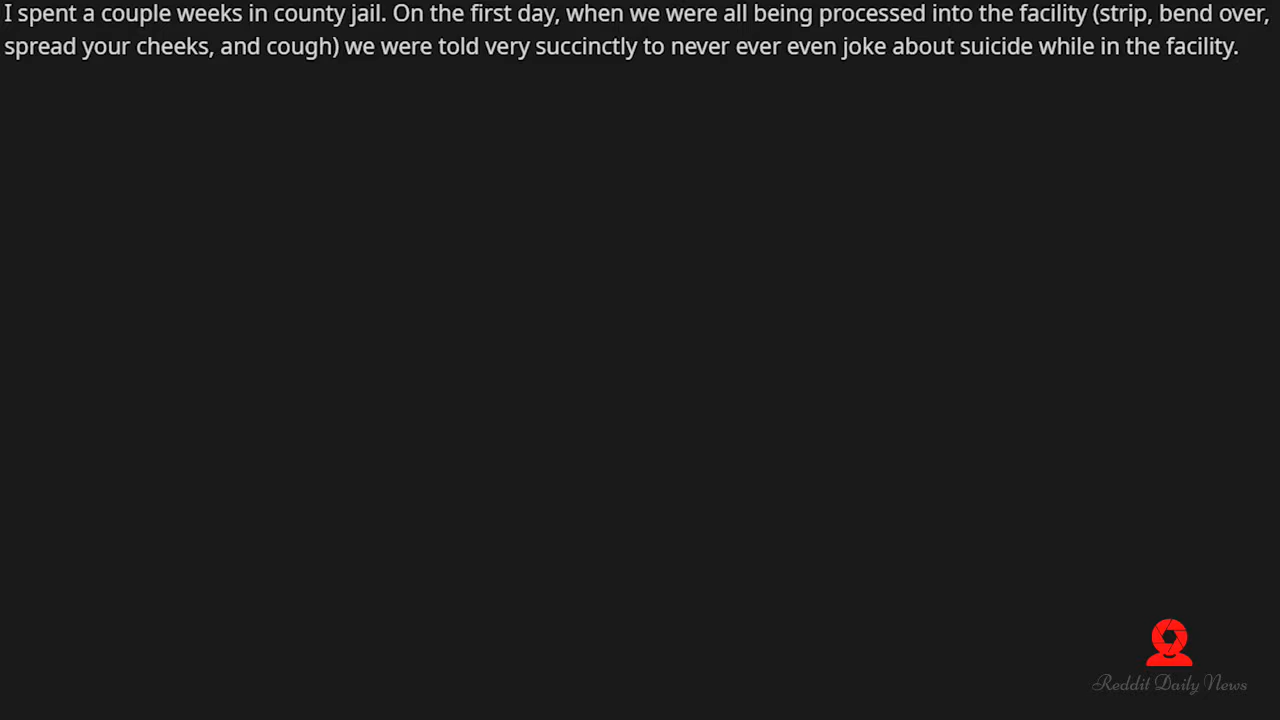 I spent a couple weeks in county jail. On the first day, when we were all being processed into the facility (strip, bend over,
spread your cheeks, and cough) we were told very succinctly to never ever even joke about suicide while in the facility.
Reddit Daily News